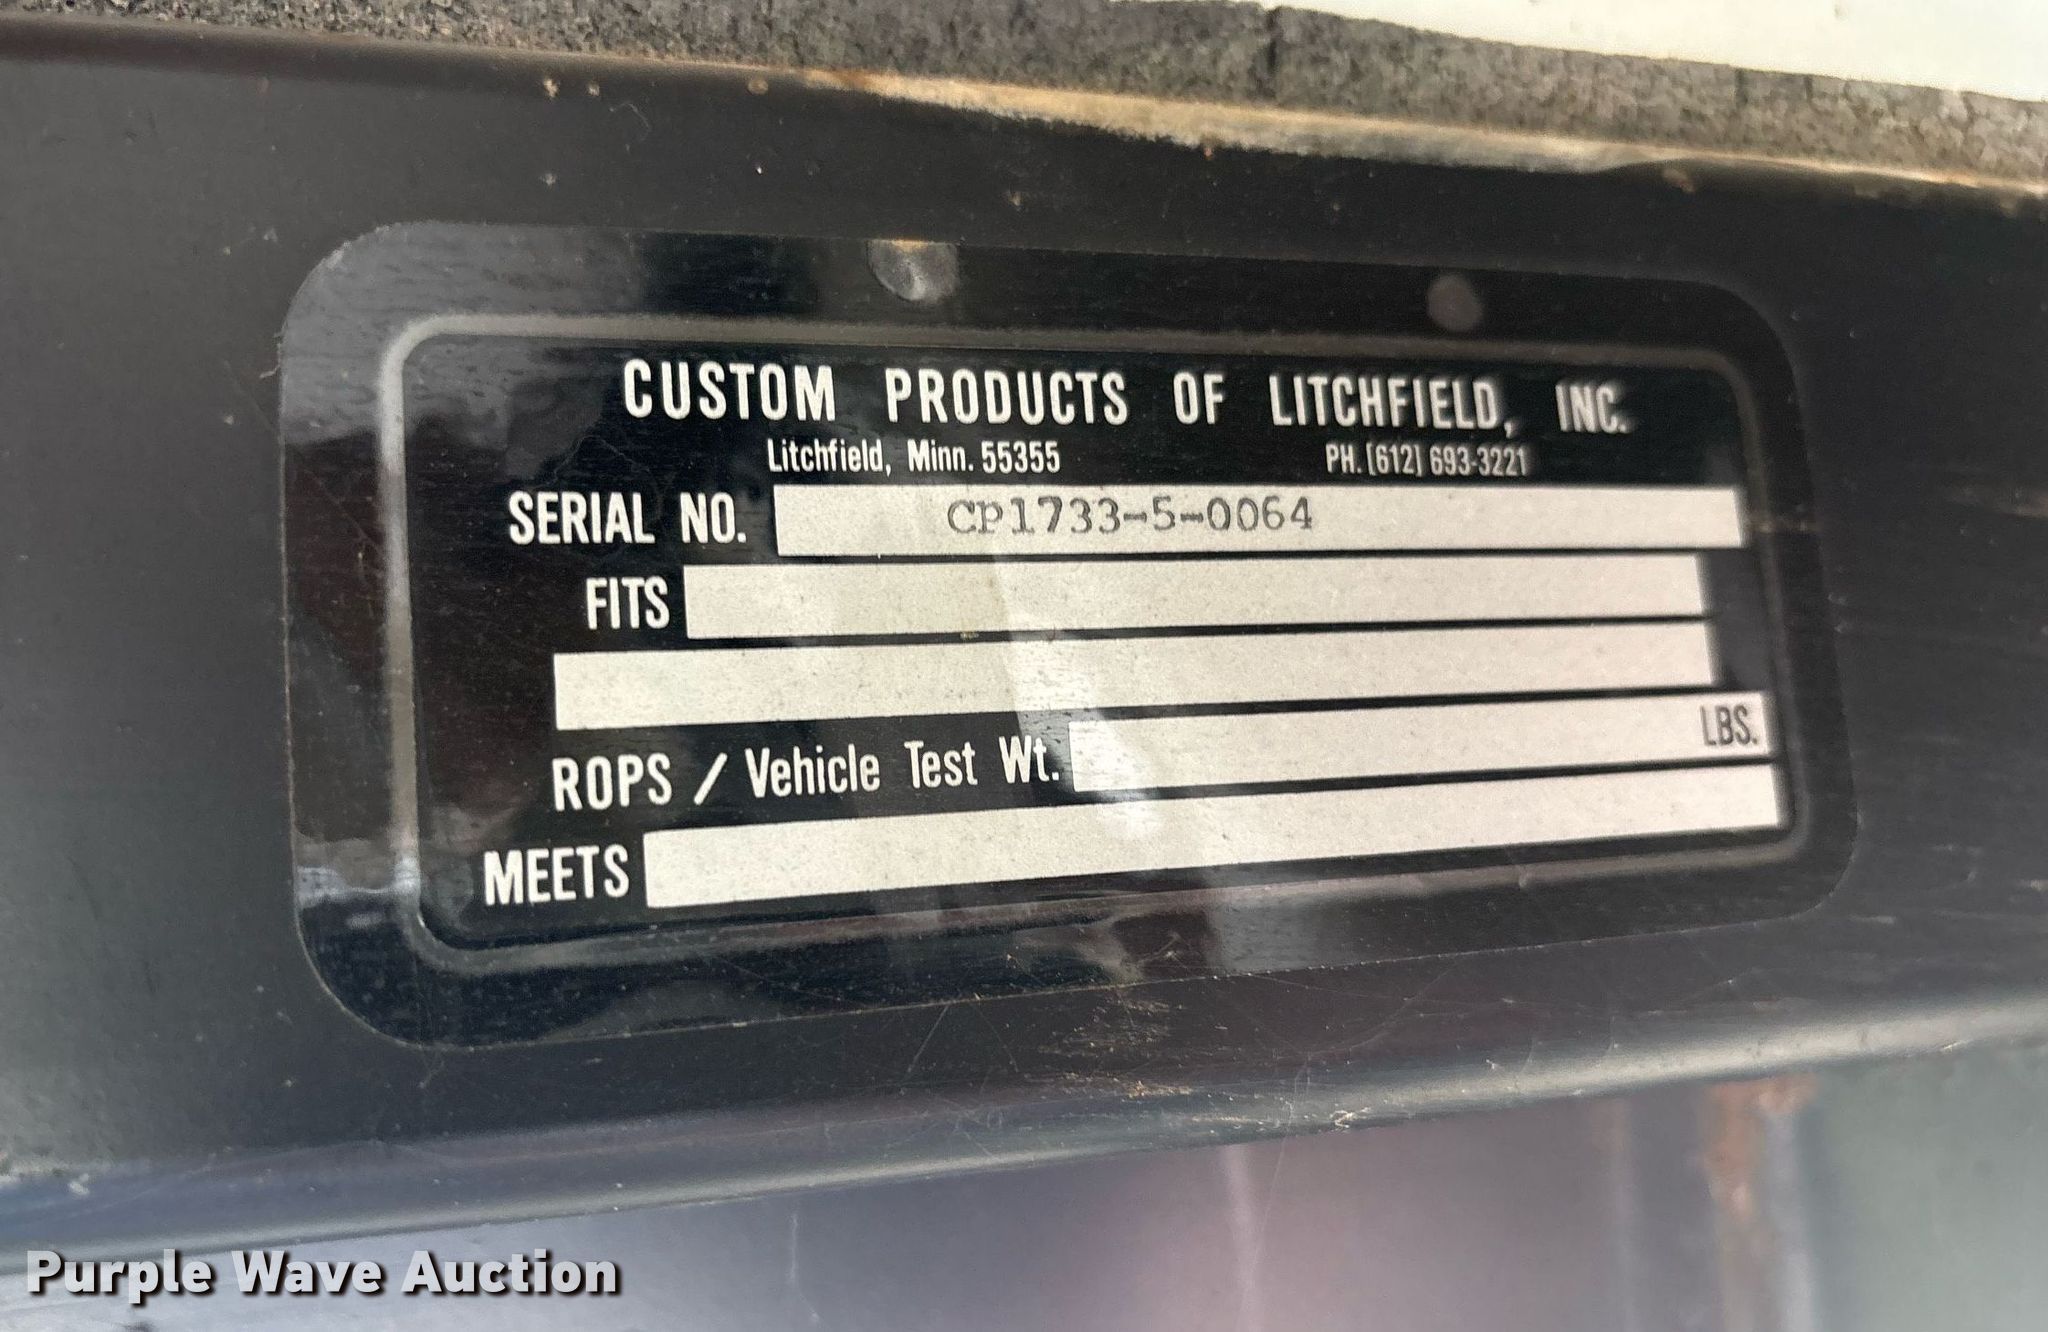 CUSTOM PRODUCTS OF LITCHFIELD, INC.
Litchfield, Minn. 55355 PH. (612) 693-3221
SERIAL NO. CP1733-5-0064
FITS
LBS.
ROPS / Vehicle Test Wt.
MEETS
Purple Wave Auction